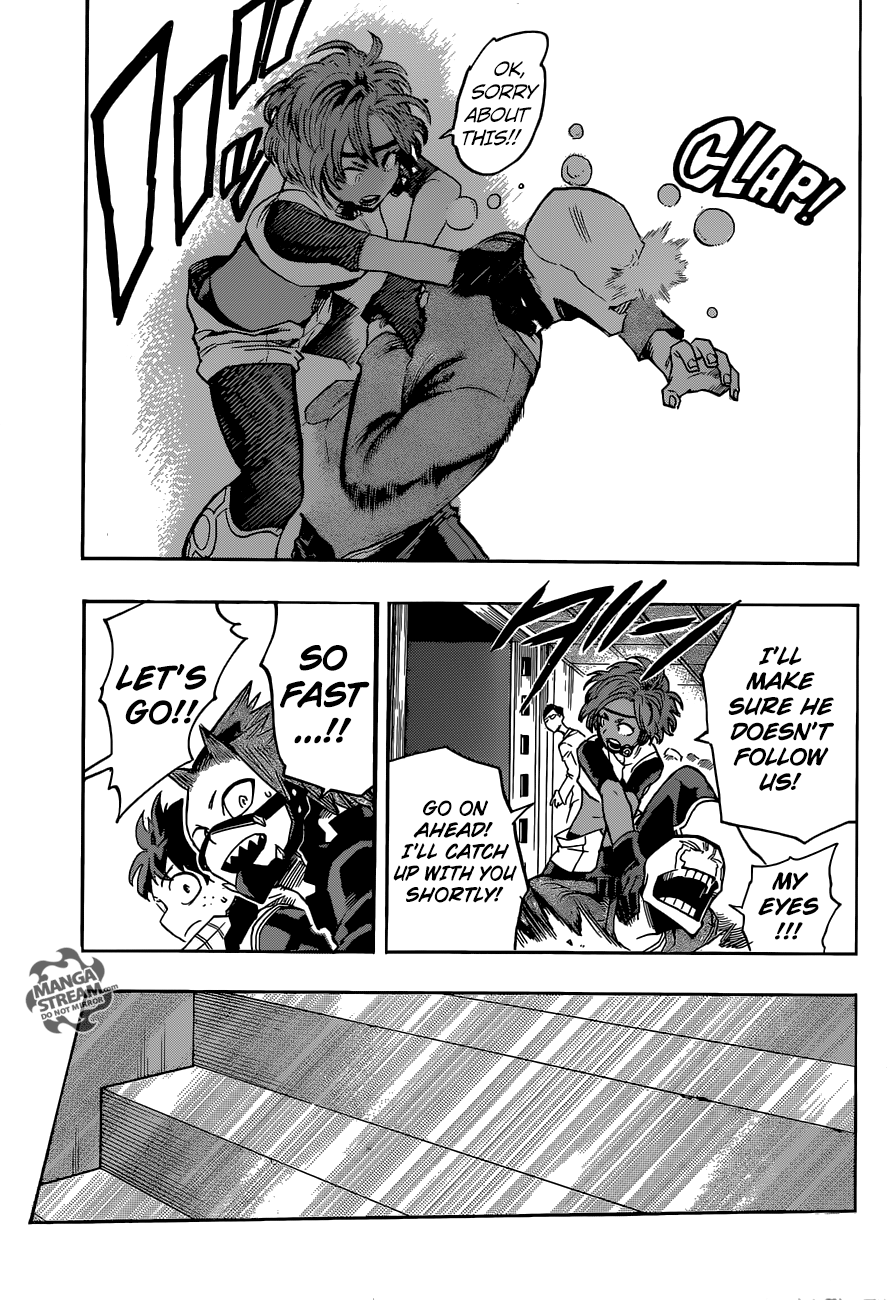 OK,
SORRY
ABOUT
THIS!!
CLAP!
I'LL
MAKE
SURE HE
DOESN'T
FOLLOW
US!
MY
EYES
!!!
GO ON
AHEAD!
I'LL CATCH
UP WITH YOU
SHORTLY!
SO
FAST
...!!
LET'S
GO!!
MANGA
STREAM.com
DO NOT MIRROR